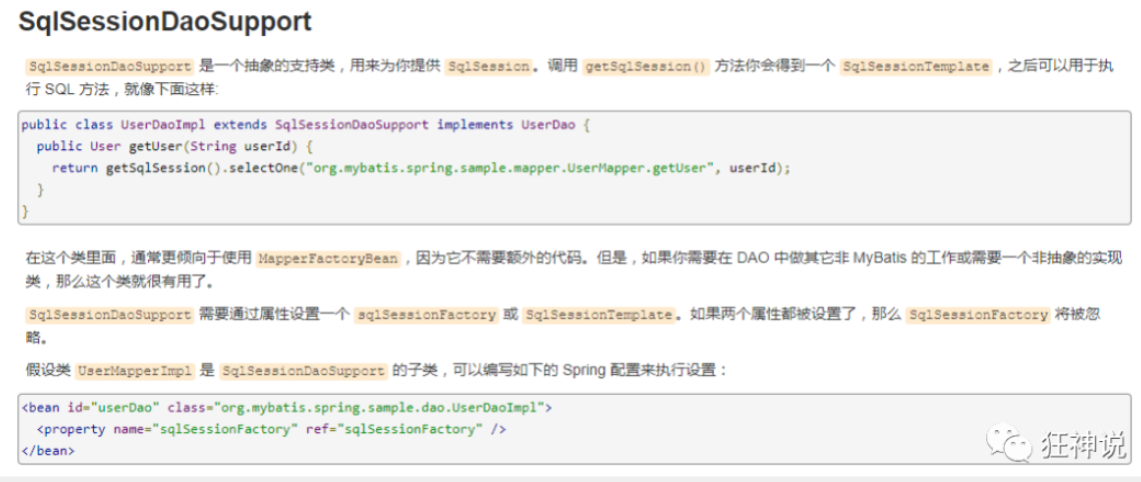 SqlSessionDaoSupport
SqlSessionDaoSupport 是一个抽象的支持类，用来为你提供 SqlSession。调用 getSqlSession() 方法你会得到一个 SqlSessionTemplate，之后可以用于执
行 SQL 方法，就像下面这样:
public class UserDaoImpl extends SqlSessionDaoSupport implements UserDao {
  public User getUser(String userId) {
    return getSqlSession().selectOne("org.mybatis.spring.sample.mapper.UserMapper.getUser", userId);
  }
}
在这个类里面，通常更倾向于使用 MapperFactoryBean，因为它不需要额外的代码。但是，如果你需要在 DAO 中做其它非 MyBatis 的工作或需要一个非抽象的实现
类，那么这个类就很有用了。
SqlSessionDaoSupport 需要通过属性设置一个 sqlSessionFactory 或 SqlSessionTemplate。如果两个属性都被设置了，那么 SqlSessionFactory 将被忽
略。
假设类 UserMapperImpl 是 SqlSessionDaoSupport 的子类，可以编写如下的 Spring 配置来执行设置：
<bean id="userDao" class="org.mybatis.spring.sample.dao.UserDaoImpl">
  <property name="sqlSessionFactory" ref="sqlSessionFactory" />
</bean>
狂神说